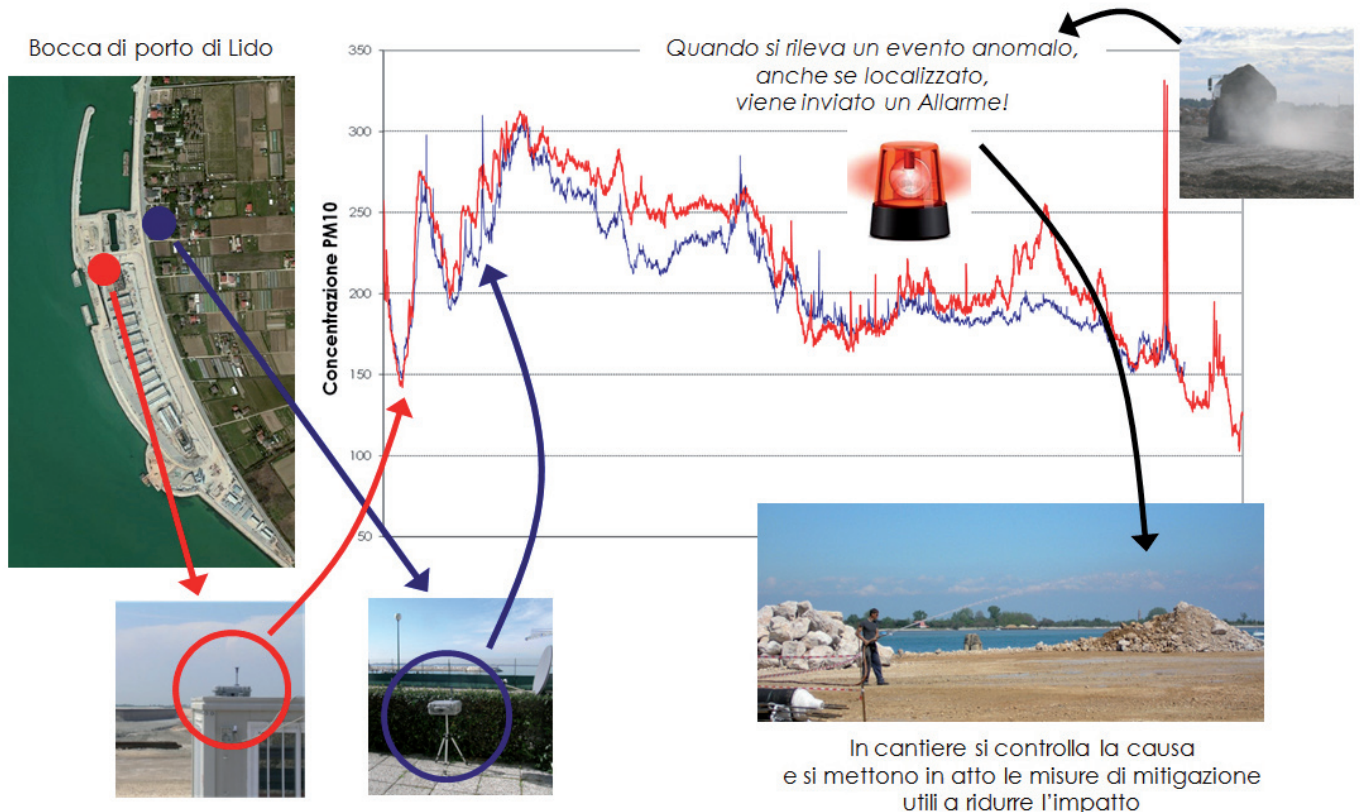 Bocca di porto di Lido
Quando si rileva un evento anomalo,
anche se localizzato,
viene inviato un Allarme!
Concentrazione PM10
350
300
250
200
150
100
50
In cantiere si controlla la causa
e si mettono in atto le misure di mitigazione
utili a ridurre l'impatto